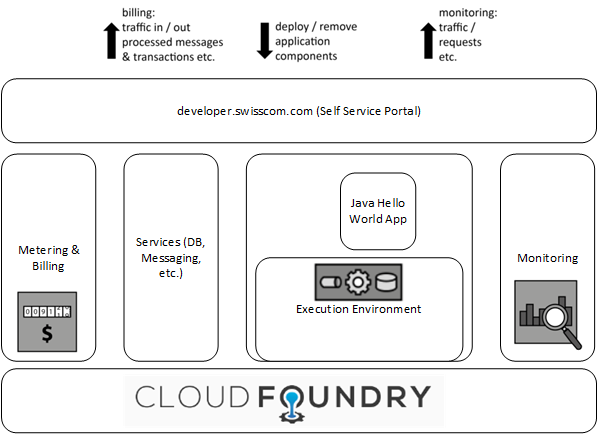 billing:
traffic in / out
processed messages
& transactions etc.
deploy / remove
application
components
monitoring:
traffic /
requests
etc.
developer.swisscom.com (Self Service Portal)
Metering &
Billing
$
Services (DB,
Messaging,
etc.)
Java Hello
World App
Execution Environment
Monitoring
CLOUD FOUNDRY